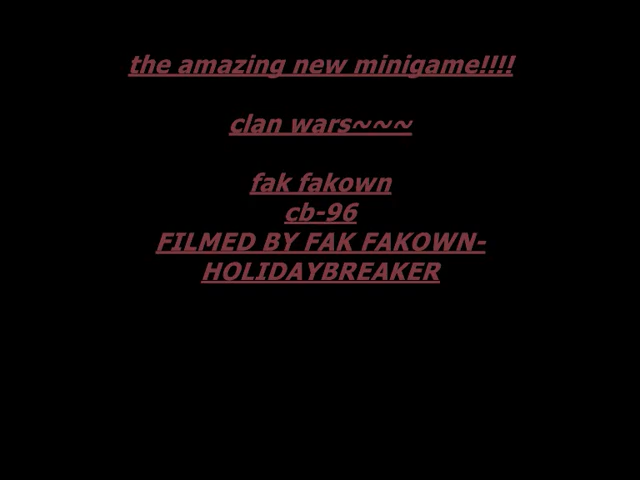 the amazing new minigame!!!!
clan wars~~~
fak fakown
cb-96
FILMED BY FAK FAKOWN-
HOLIDAYBREAKER